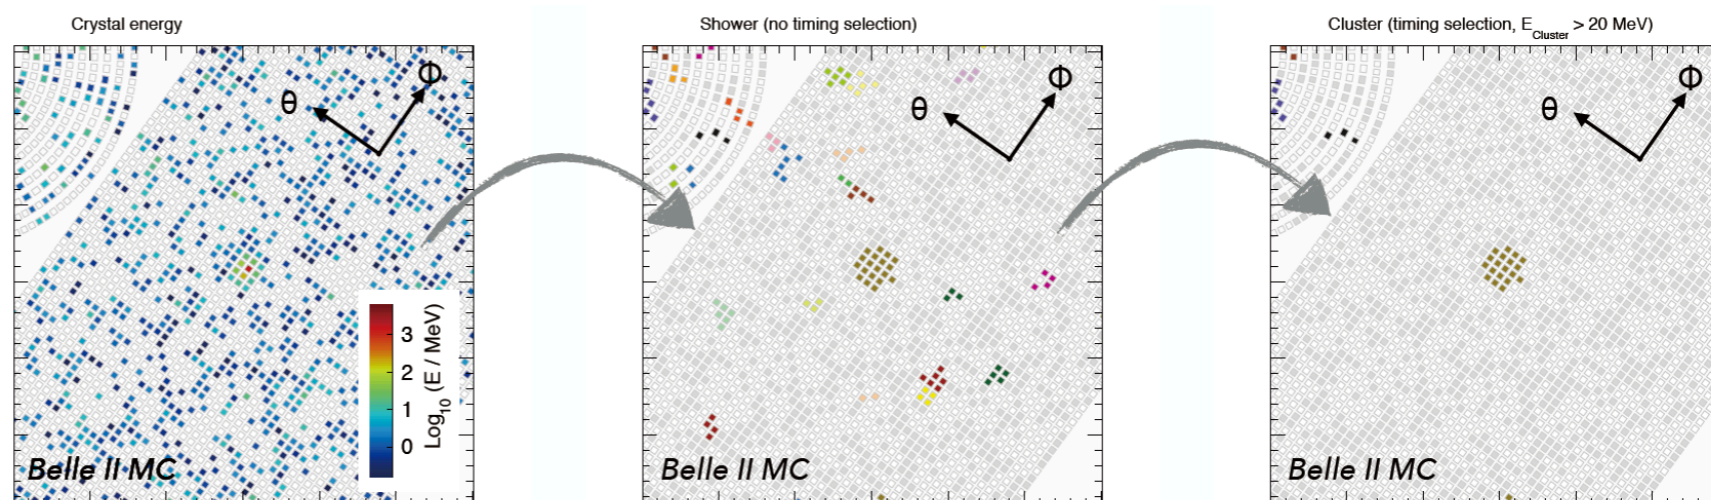 Crystal energy
Shower (no timing selection)
Cluster (timing selection, E_Cluster > 20 MeV)
Φ
θ
Φ
θ
Φ
θ
3
2
1
0
Log10 (E / MeV)
Belle II MC
Belle II MC
Belle II MC